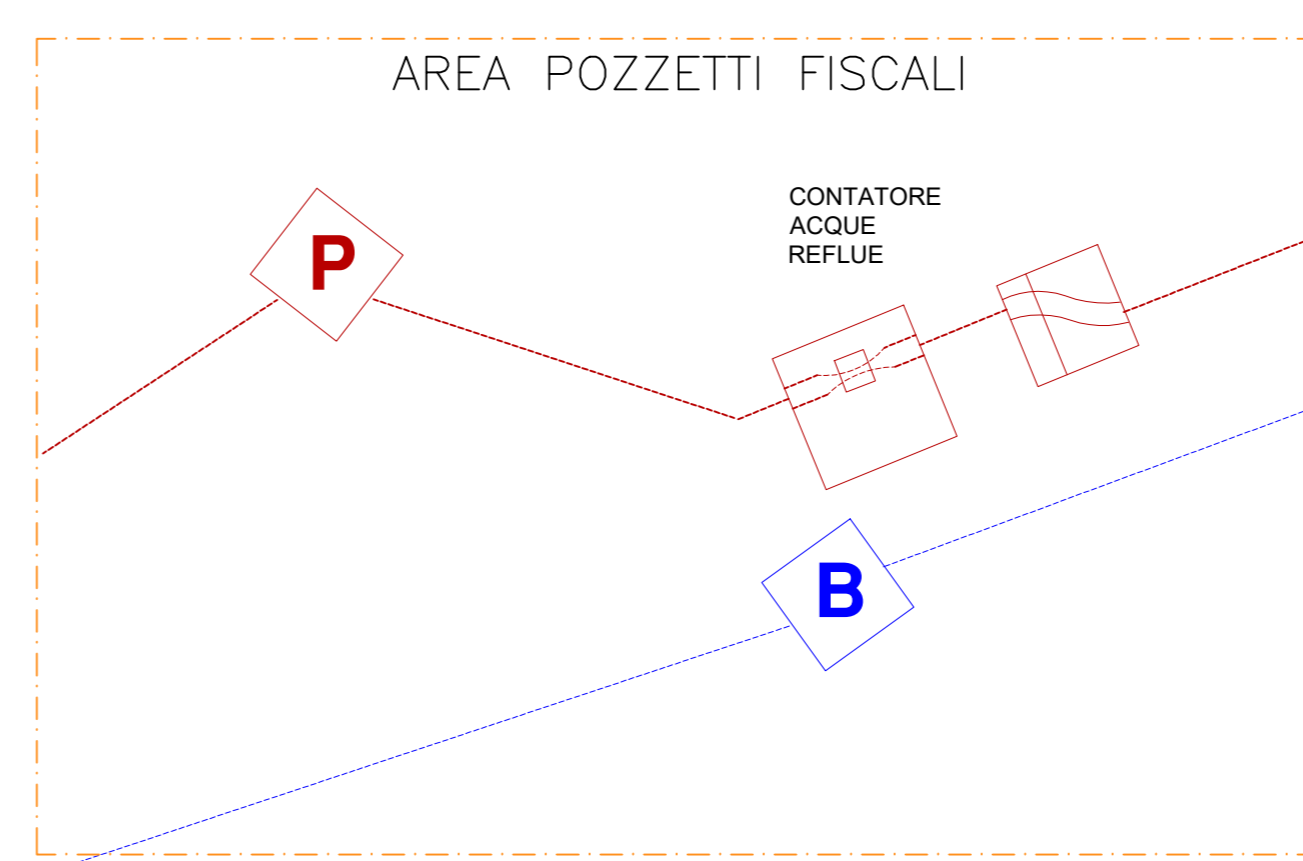 AREA POZZETTI FISCALI
CONTATORE
ACQUE
REFLUE
P
B